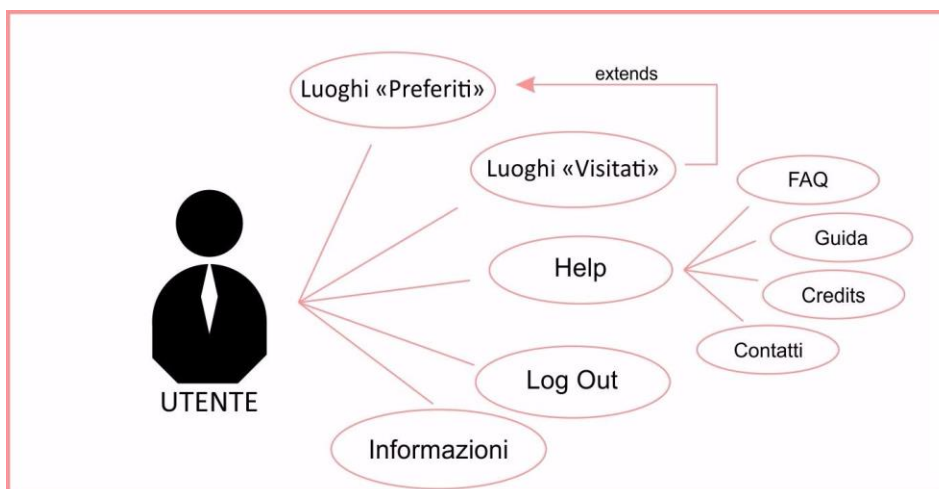 Luoghi «Preferiti»
extends
Luoghi «Visitati»
FAQ
Guida
Help
Credits
Contatti
Log Out
UTENTE
Informazioni